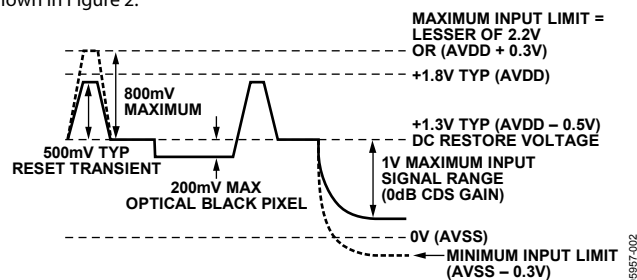 own in Figure 2.
MAXIMUM INPUT LIMIT =
LESSER OF 2.2V
OR (AVDD + 0.3V)
+1.8V TYP (AVDD)
800mV
MAXIMUM
+1.3V TYP (AVDD – 0.5V)
DC RESTORE VOLTAGE
500mV TYP
RESET TRANSIENT
200mV MAX
OPTICAL BLACK PIXEL
1V MAXIMUM INPUT
SIGNAL RANGE
(0dB CDS GAIN)
0V (AVSS)
MINIMUM INPUT LIMIT
(AVSS – 0.3V)
5957-002